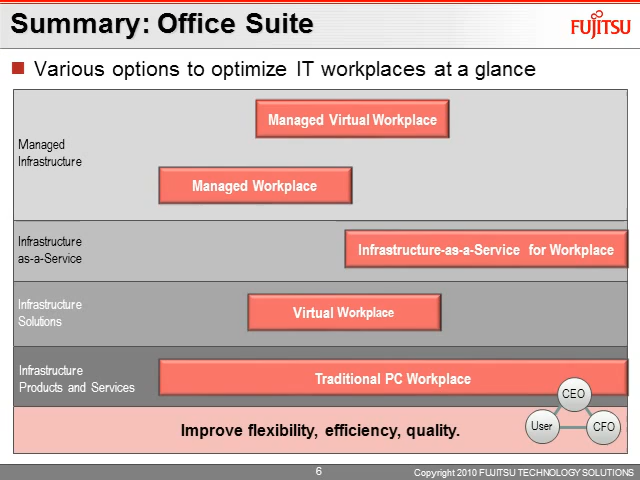 Summary: Office Suite
FUJITSU
Various options to optimize IT workplaces at a glance
Managed Virtual Workplace
Managed
Infrastructure
Managed Workplace
Infrastructure
as-a-Service
Infrastructure-as-a-Service for Workplace
Infrastructure
Solutions
Virtual Workplace
Infrastructure
Products and Services
Traditional PC Workplace
CEO
Improve flexibility, efficiency, quality.
User
CFO
6
Copyright 2010 FUJITSU TECHNOLOGY SOLUTIONS